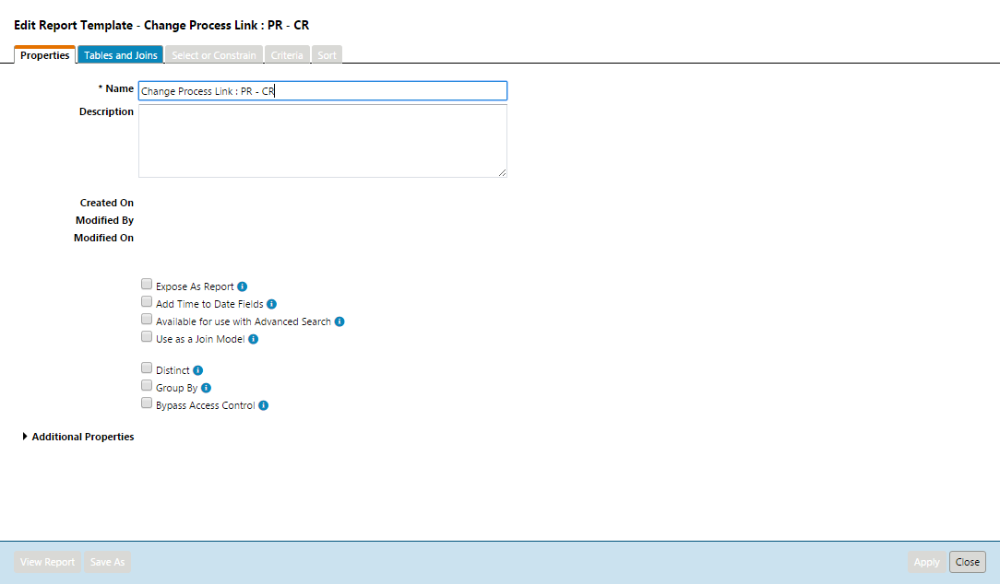 Edit Report Template - Change Process Link : PR - CR
Properties Tables and Joins Select or Constrain Criteria Sort
* Name Change Process Link : PR - CR
Description
Created On
Modified By
Modified On
Expose As Report
Add Time to Date Fields
Available for use with Advanced Search
Use as a Join Model
Distinct
Group By
Bypass Access Control
Additional Properties
View Report Save As Apply Close